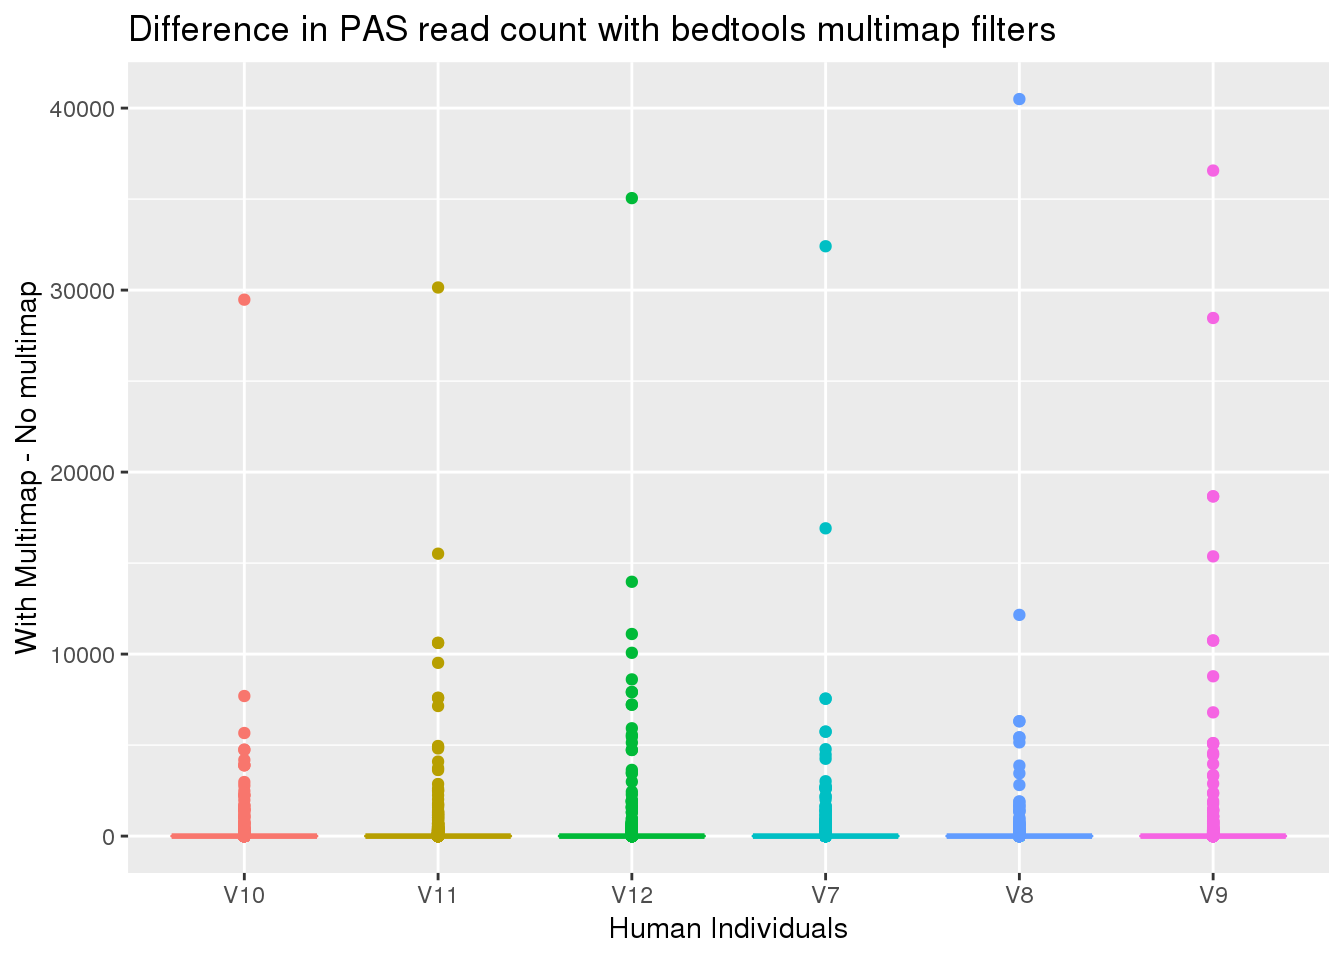 Difference in PAS read count with bedtools multimap filters
With Multimap - No multimap
40000
30000
20000
10000
0
V10 V11 V12 V7 V8 V9
Human Individuals